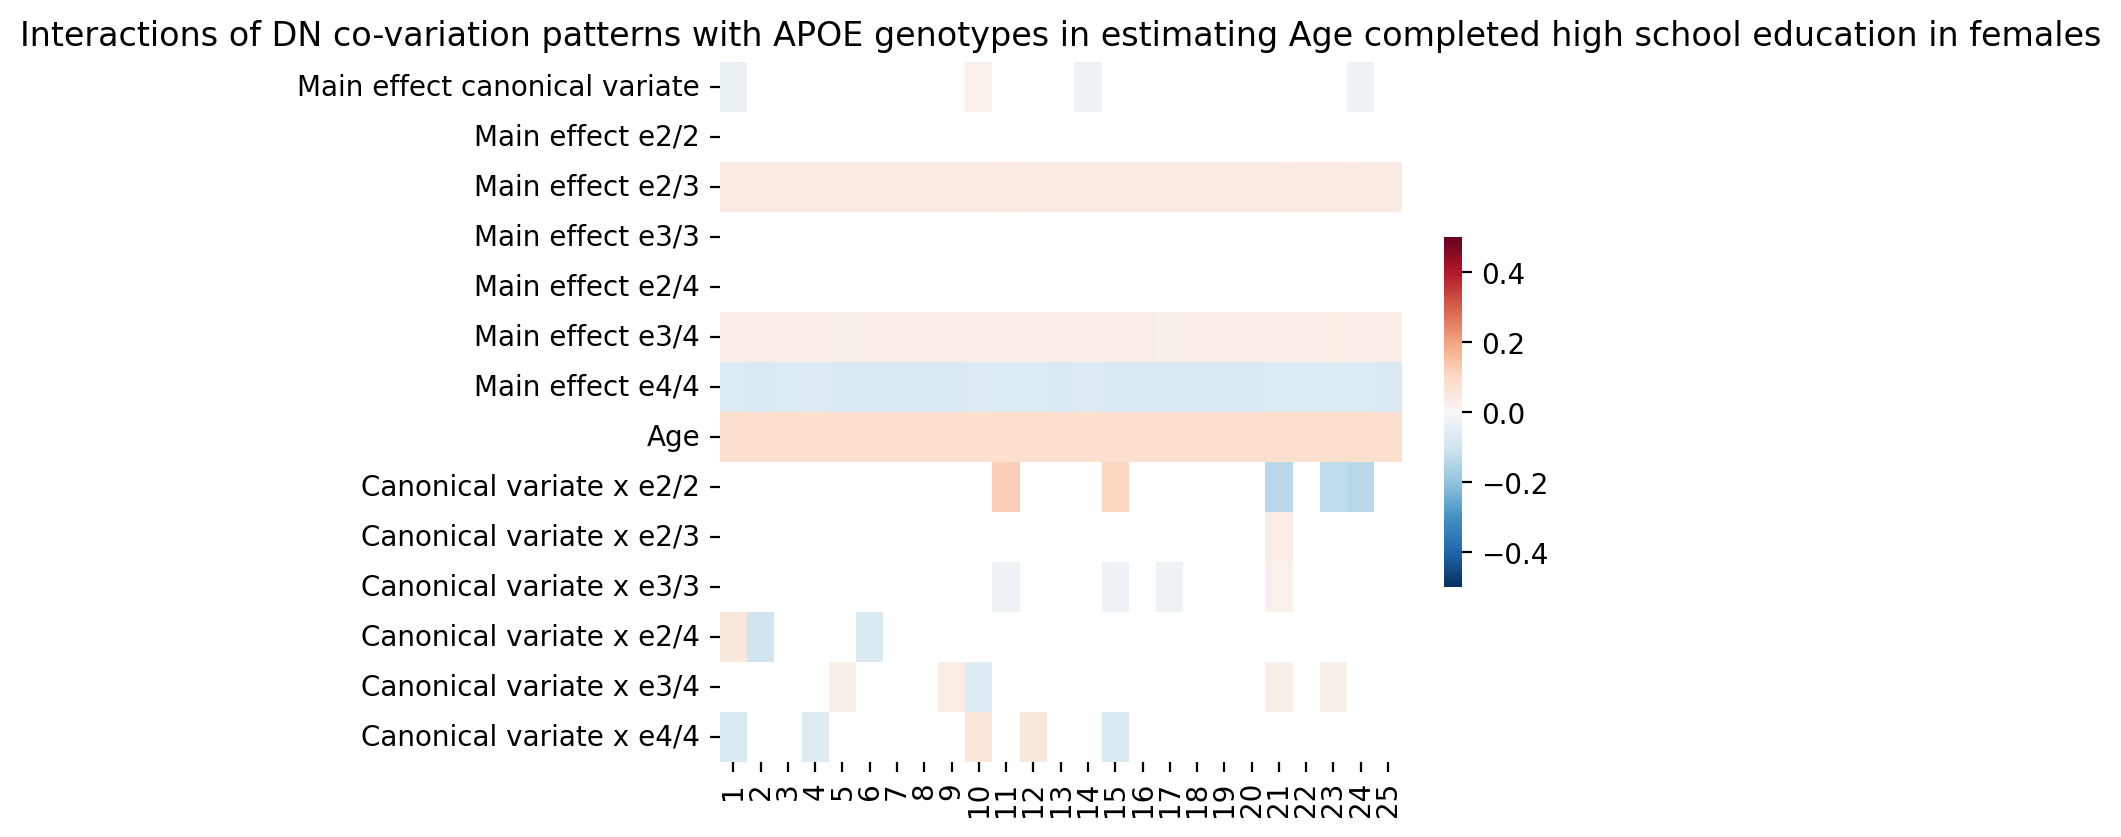 Interactions of DN co-variation patterns with APOE genotypes in estimating Age completed high school education in females
Main effect canonical variate
Main effect e2/2
Main effect e2/3
Main effect e3/3
Main effect e2/4
Main effect e3/4
Main effect e4/4
Age
Canonical variate x e2/2
Canonical variate x e2/3
Canonical variate x e3/3
Canonical variate x e2/4
Canonical variate x e3/4
Canonical variate x e4/4
1 2 3 4 5 6 7 8 9 10 11 12 13 14 15 16 17 18 19 20 21 22 23 24 25
0.4
0.2
0.0
−0.2
−0.4